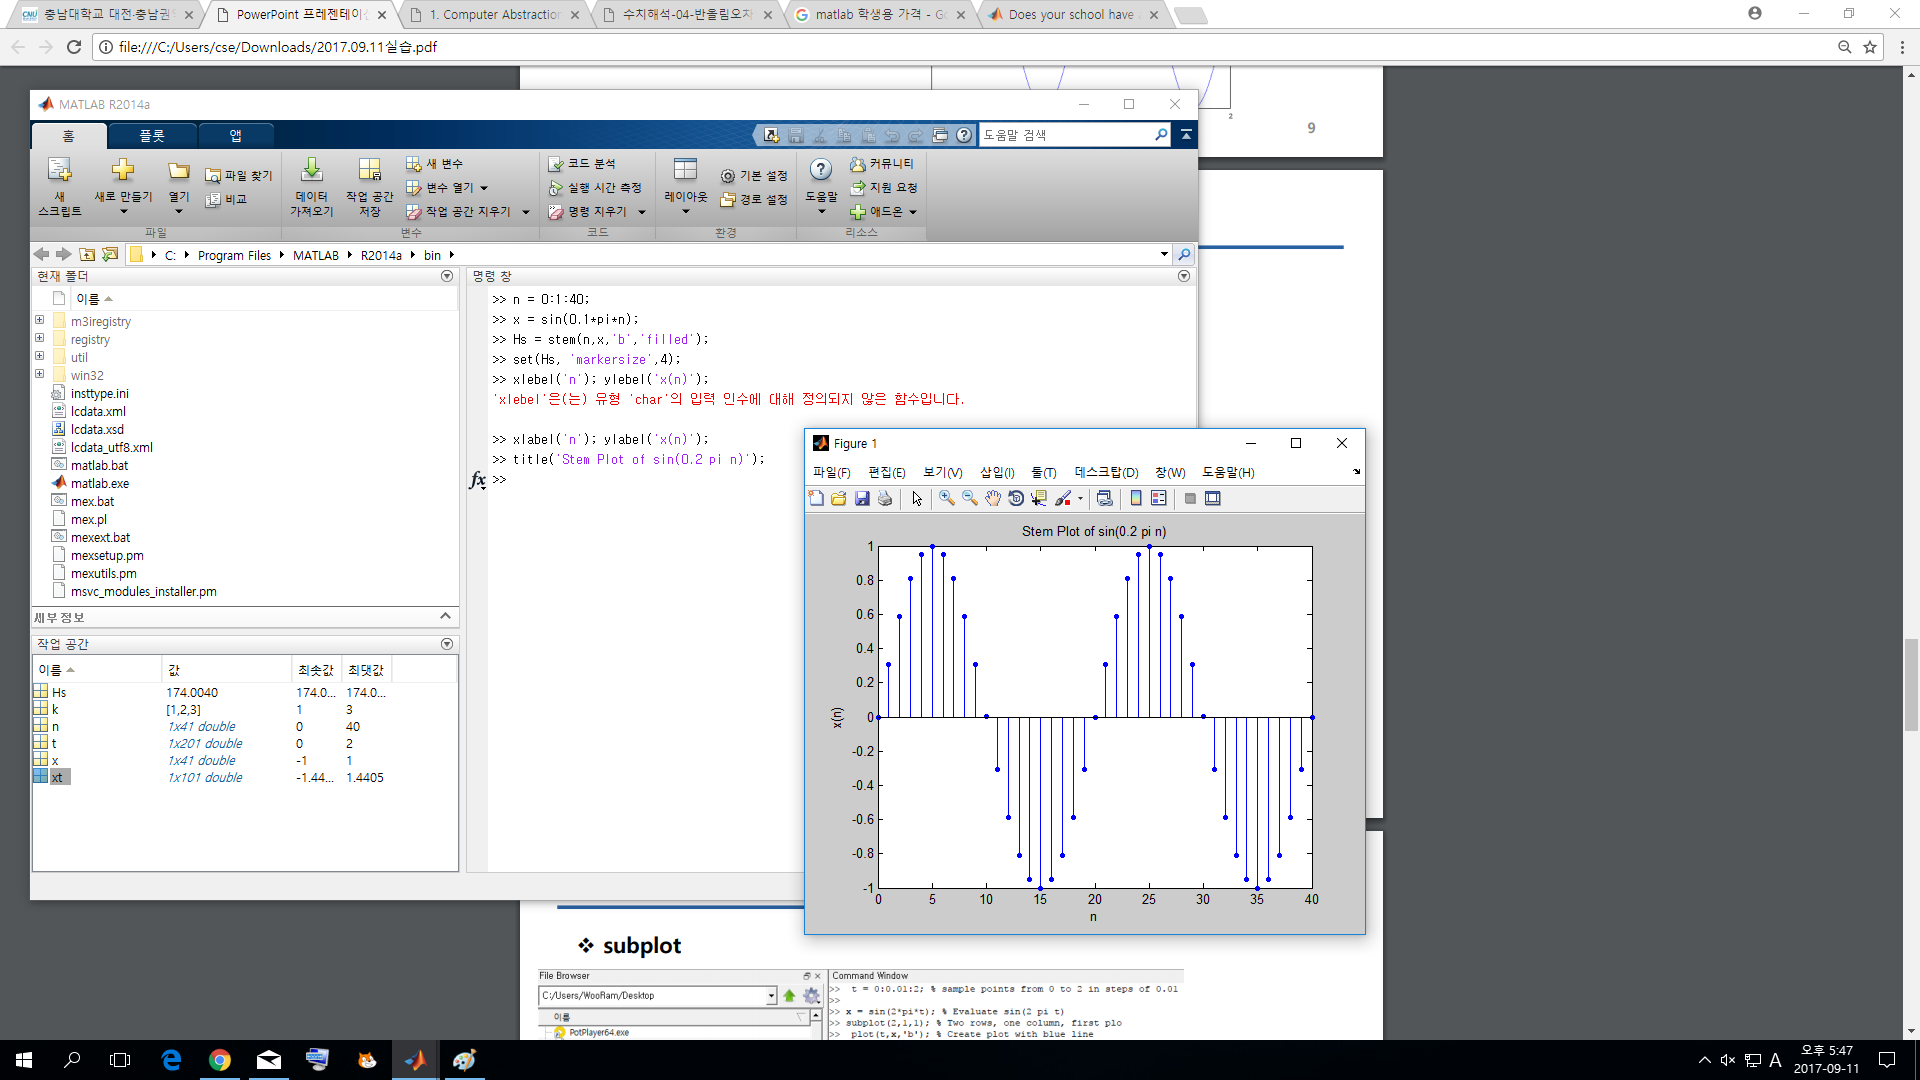 충남대학교 대전·충남권
PowerPoint 프레젠테이션
1. Computer Abstraction
수치해석-04-반올림오차
matlab 학생용 가격 - Go
Does your school have
file:///C:/Users/cse/Downloads/2017.09.11실습.pdf
2
9
MATLAB R2014a
홈 플롯 앱
도움말 검색
새 스크립트
새로 만들기
열기
파일 찾기
비교
파일
데이터 가져오기
작업 공간 저장
새 변수
변수 열기
작업 공간 지우기
변수
코드 분석
실행 시간 측정
명령 지우기
코드
레이아웃
기본 설정
경로 설정
환경
도움말
커뮤니티
지원 요청
애드온
리소스
C: Program Files MATLAB R2014a bin
현재 폴더
이름
m3iregistry
registry
util
win32
insttype.ini
lcdata.xml
lcdata.xsd
lcdata_utf8.xml
matlab.bat
matlab.exe
mex.bat
mex.pl
mexext.bat
mexsetup.pm
mexutils.pm
msvc_modules_installer.pm
세부 정보
작업 공간
이름 값 최솟값 최댓값
Hs 174.0040 174.0... 174.0...
k [1,2,3] 1 3
n 1x41 double 0 40
t 1x201 double 0 2
x 1x41 double -1 1
xt 1x101 double -1.44... 1.4405
명령 창
>> n = 0:1:40;
>> x = sin(0.1*pi*n);
>> Hs = stem(n,x,'b','filled');
>> set(Hs, 'markersize',4);
>> xlebel('n'); ylebel('x(n)');
'xlebel'은(는) 유형 'char'의 입력 인수에 대해 정의되지 않은 함수입니다.
>> xlabel('n'); ylabel('x(n)');
>> title('Stem Plot of sin(0.2 pi n)');
fx >>
Figure 1
파일(F) 편집(E) 보기(V) 삽입(I) 툴(T) 데스크탑(D) 창(W) 도움말(H)
Stem Plot of sin(0.2 pi n)
1
0.8
0.6
0.4
0.2
0
-0.2
-0.4
-0.6
-0.8
-1
x(n)
0 5 10 15 20 25 30 35 40
n
❖ subplot
File Browser
C:/Users/WooRam/Desktop
이름
PotPlayer64.exe
Command Window
>> t = 0:0.01:2; % sample points from 0 to 2 in steps of 0.01
>>
>> x = sin(2*pi*t); % Evaluate sin(2 pi t)
>> subplot(2,1,1); % Two rows, one column, first plo
>> plot(t,x,'b'); % Create plot with blue line
A
오후 5:47
2017-09-11